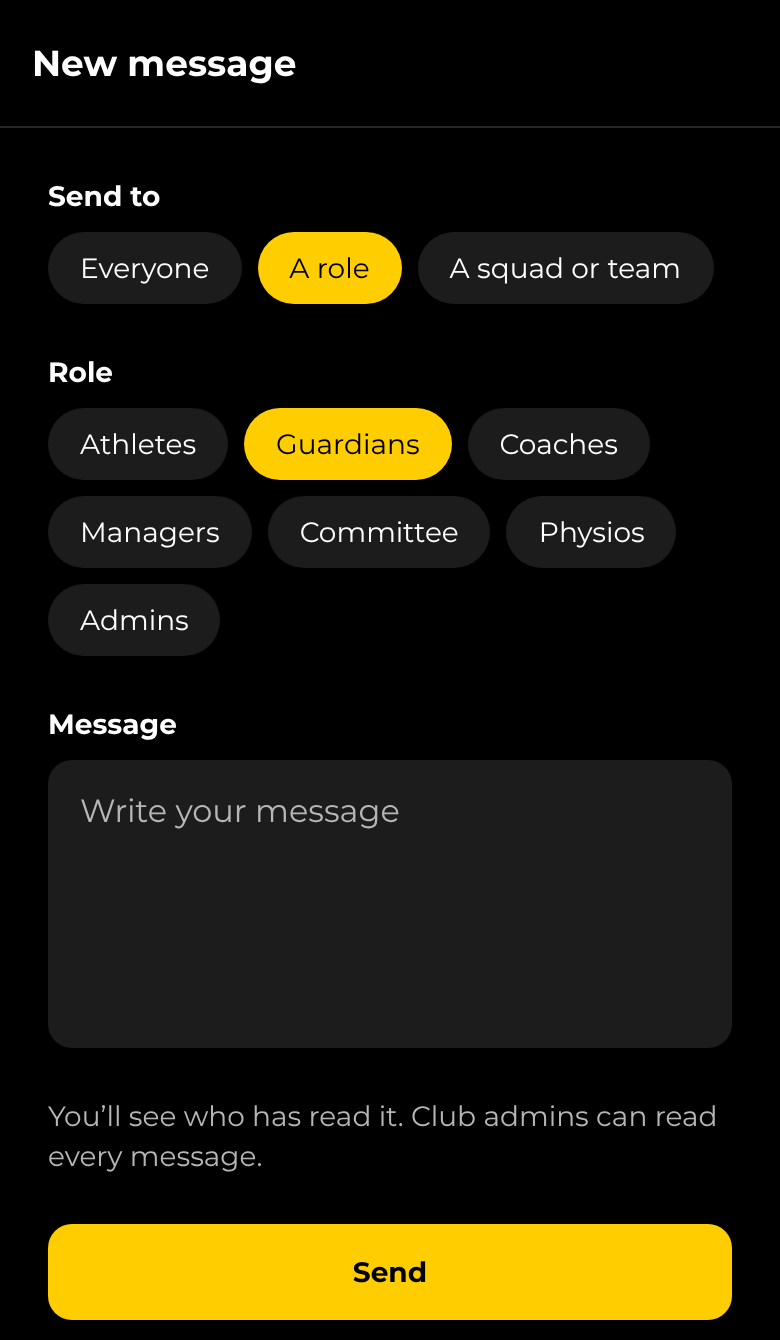 New message
Send to
Everyone A role A squad or team
Role
Athletes Guardians Coaches
Managers Committee Physios
Admins
Message
Write your message
You’ll see who has read it. Club admins can read
every message.
Send